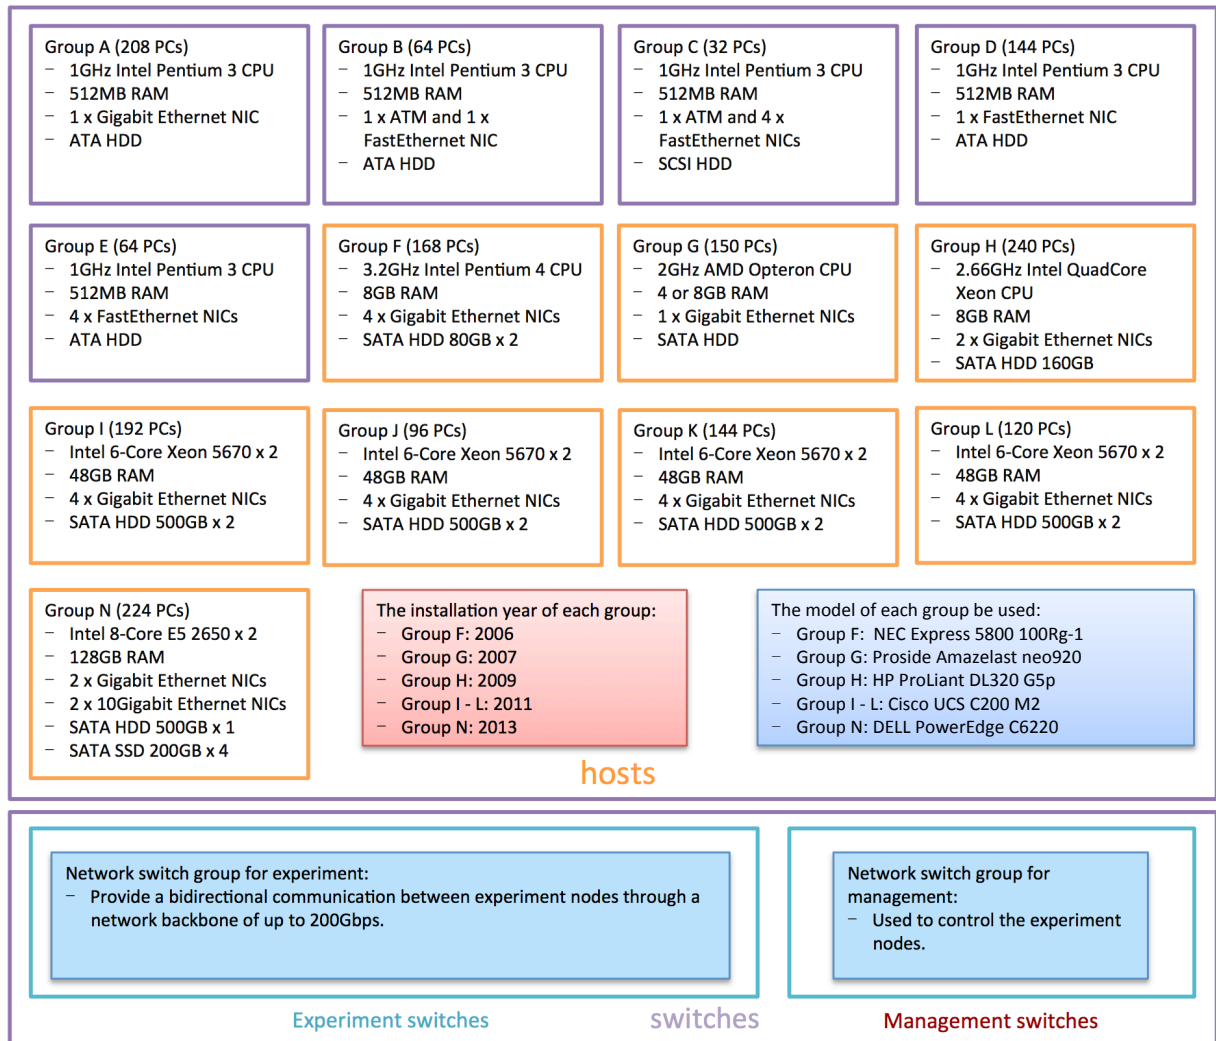 Group A (208 PCs)
- 1GHz Intel Pentium 3 CPU
- 512MB RAM
- 1 x Gigabit Ethernet NIC
- ATA HDD
Group B (64 PCs)
- 1GHz Intel Pentium 3 CPU
- 512MB RAM
- 1 x ATM and 1 x
FastEthernet NIC
- ATA HDD
Group C (32 PCs)
- 1GHz Intel Pentium 3 CPU
- 512MB RAM
- 1 x ATM and 4 x
FastEthernet NICs
- SCSI HDD
Group D (144 PCs)
- 1GHz Intel Pentium 3 CPU
- 512MB RAM
- 1 x FastEthernet NIC
- ATA HDD
Group E (64 PCs)
- 1GHz Intel Pentium 3 CPU
- 512MB RAM
- 4 x FastEthernet NICs
- ATA HDD
Group F (168 PCs)
- 3.2GHz Intel Pentium 4 CPU
- 8GB RAM
- 4 x Gigabit Ethernet NICs
- SATA HDD 80GB x 2
Group G (150 PCs)
- 2GHz AMD Opteron CPU
- 4 or 8GB RAM
- 1 x Gigabit Ethernet NICs
- SATA HDD
Group H (240 PCs)
- 2.66GHz Intel QuadCore
Xeon CPU
- 8GB RAM
- 2 x Gigabit Ethernet NICs
- SATA HDD 160GB
Group I (192 PCs)
- Intel 6-Core Xeon 5670 x 2
- 48GB RAM
- 4 x Gigabit Ethernet NICs
- SATA HDD 500GB x 2
Group J (96 PCs)
- Intel 6-Core Xeon 5670 x 2
- 48GB RAM
- 4 x Gigabit Ethernet NICs
- SATA HDD 500GB x 2
Group K (144 PCs)
- Intel 6-Core Xeon 5670 x 2
- 48GB RAM
- 4 x Gigabit Ethernet NICs
- SATA HDD 500GB x 2
Group L (120 PCs)
- Intel 6-Core Xeon 5670 x 2
- 48GB RAM
- 4 x Gigabit Ethernet NICs
- SATA HDD 500GB x 2
Group N (224 PCs)
- Intel 8-Core E5 2650 x 2
- 128GB RAM
- 2 x Gigabit Ethernet NICs
- 2 x 10Gigabit Ethernet NICs
- SATA HDD 500GB x 1
- SATA SSD 200GB x 4
The installation year of each group:
- Group F: 2006
- Group G: 2007
- Group H: 2009
- Group I - L: 2011
- Group N: 2013
The model of each group be used:
- Group F: NEC Express 5800 100Rg-1
- Group G: Proside Amazelast neo920
- Group H: HP ProLiant DL320 G5p
- Group I - L: Cisco UCS C200 M2
- Group N: DELL PowerEdge C6220
hosts
Network switch group for experiment:
- Provide a bidirectional communication between experiment nodes through a
network backbone of up to 200Gbps.
Network switch group for
management:
- Used to control the experiment
nodes.
Experiment switches
switches
Management switches